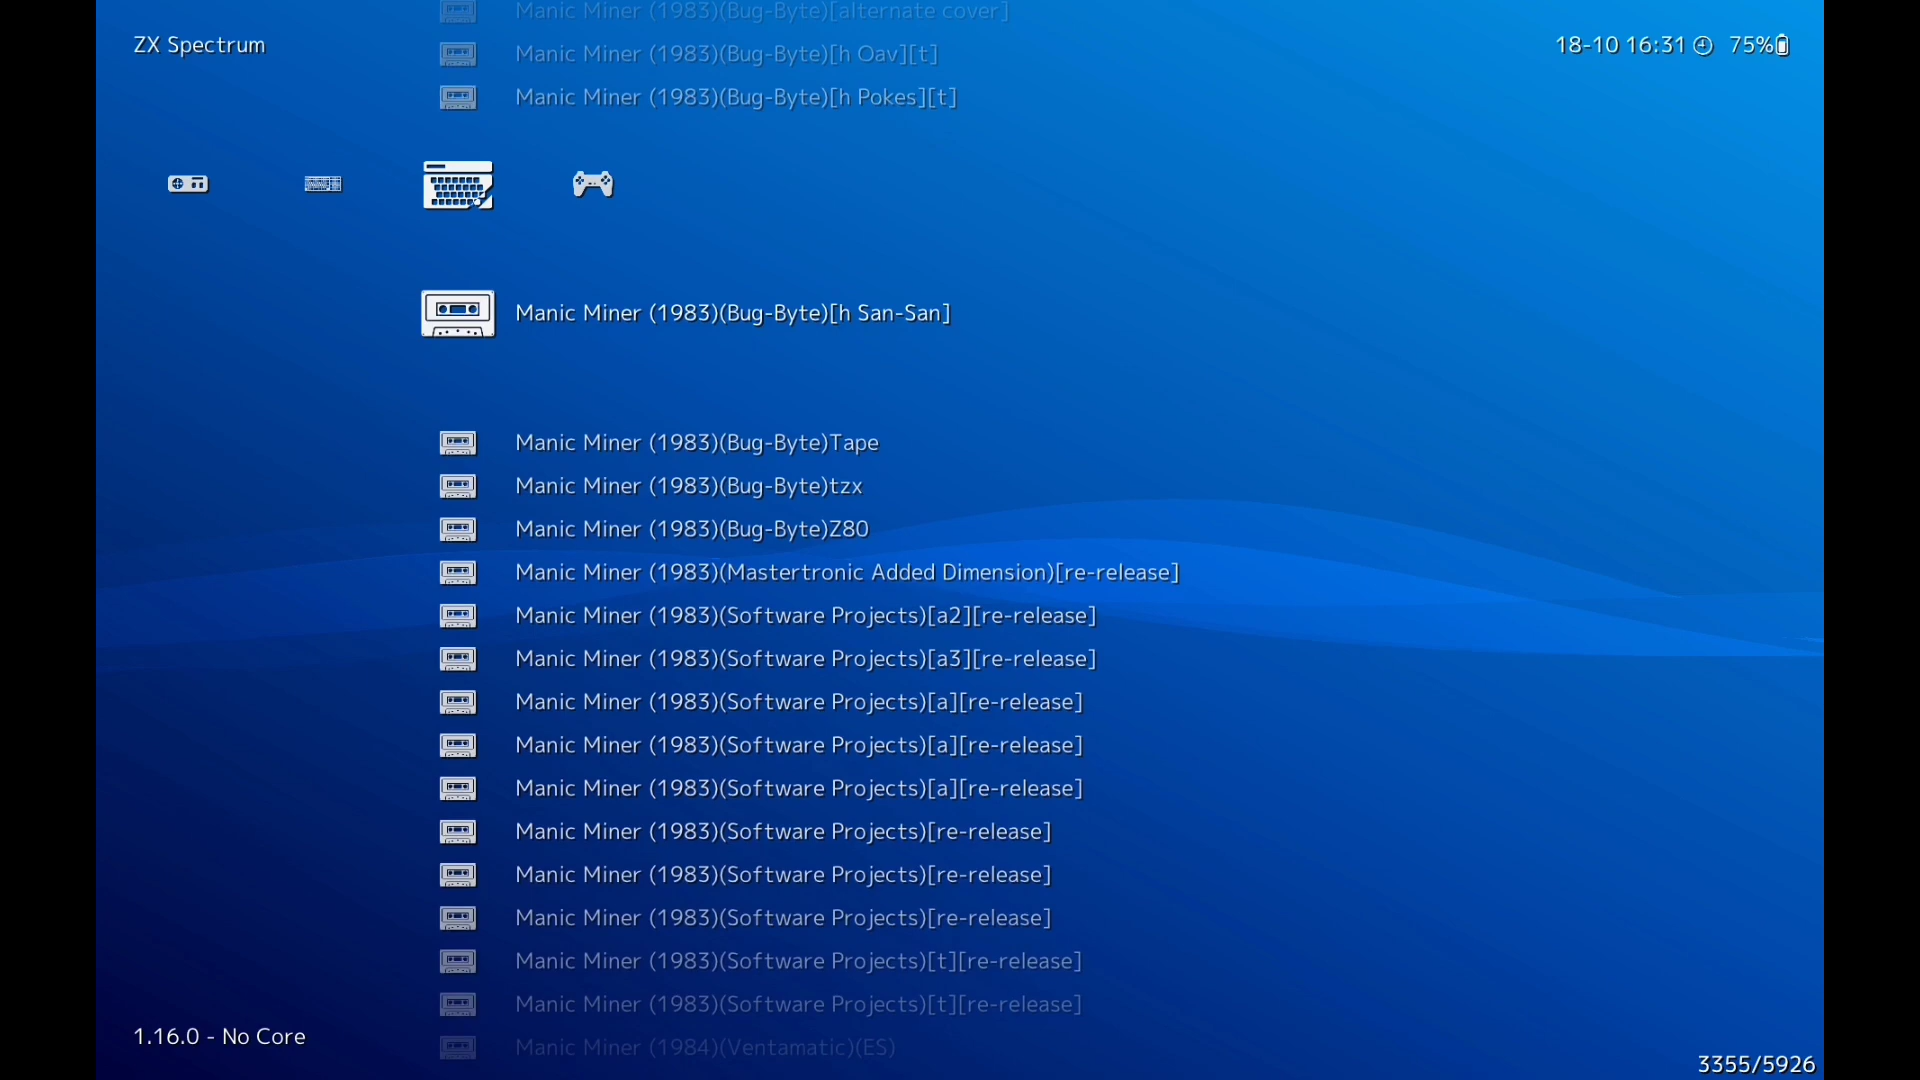 Manic Miner (1983)(Bug-Byte)[alternate cover]
ZX Spectrum
18-10 16:31 75%
Manic Miner (1983)(Bug-Byte)[h Oav][t]
Manic Miner (1983)(Bug-Byte)[h Pokes][t]
Manic Miner (1983)(Bug-Byte)[h San-San]
Manic Miner (1983)(Bug-Byte)Tape
Manic Miner (1983)(Bug-Byte)tzx
Manic Miner (1983)(Bug-Byte)Z80
Manic Miner (1983)(Mastertronic Added Dimension)[re-release]
Manic Miner (1983)(Software Projects)[a2][re-release]
Manic Miner (1983)(Software Projects)[a3][re-release]
Manic Miner (1983)(Software Projects)[a][re-release]
Manic Miner (1983)(Software Projects)[a][re-release]
Manic Miner (1983)(Software Projects)[a][re-release]
Manic Miner (1983)(Software Projects)[re-release]
Manic Miner (1983)(Software Projects)[re-release]
Manic Miner (1983)(Software Projects)[re-release]
Manic Miner (1983)(Software Projects)[t][re-release]
Manic Miner (1983)(Software Projects)[t][re-release]
Manic Miner (1984)(Ventamatic)(ES)
1.16.0 - No Core
3355/5926